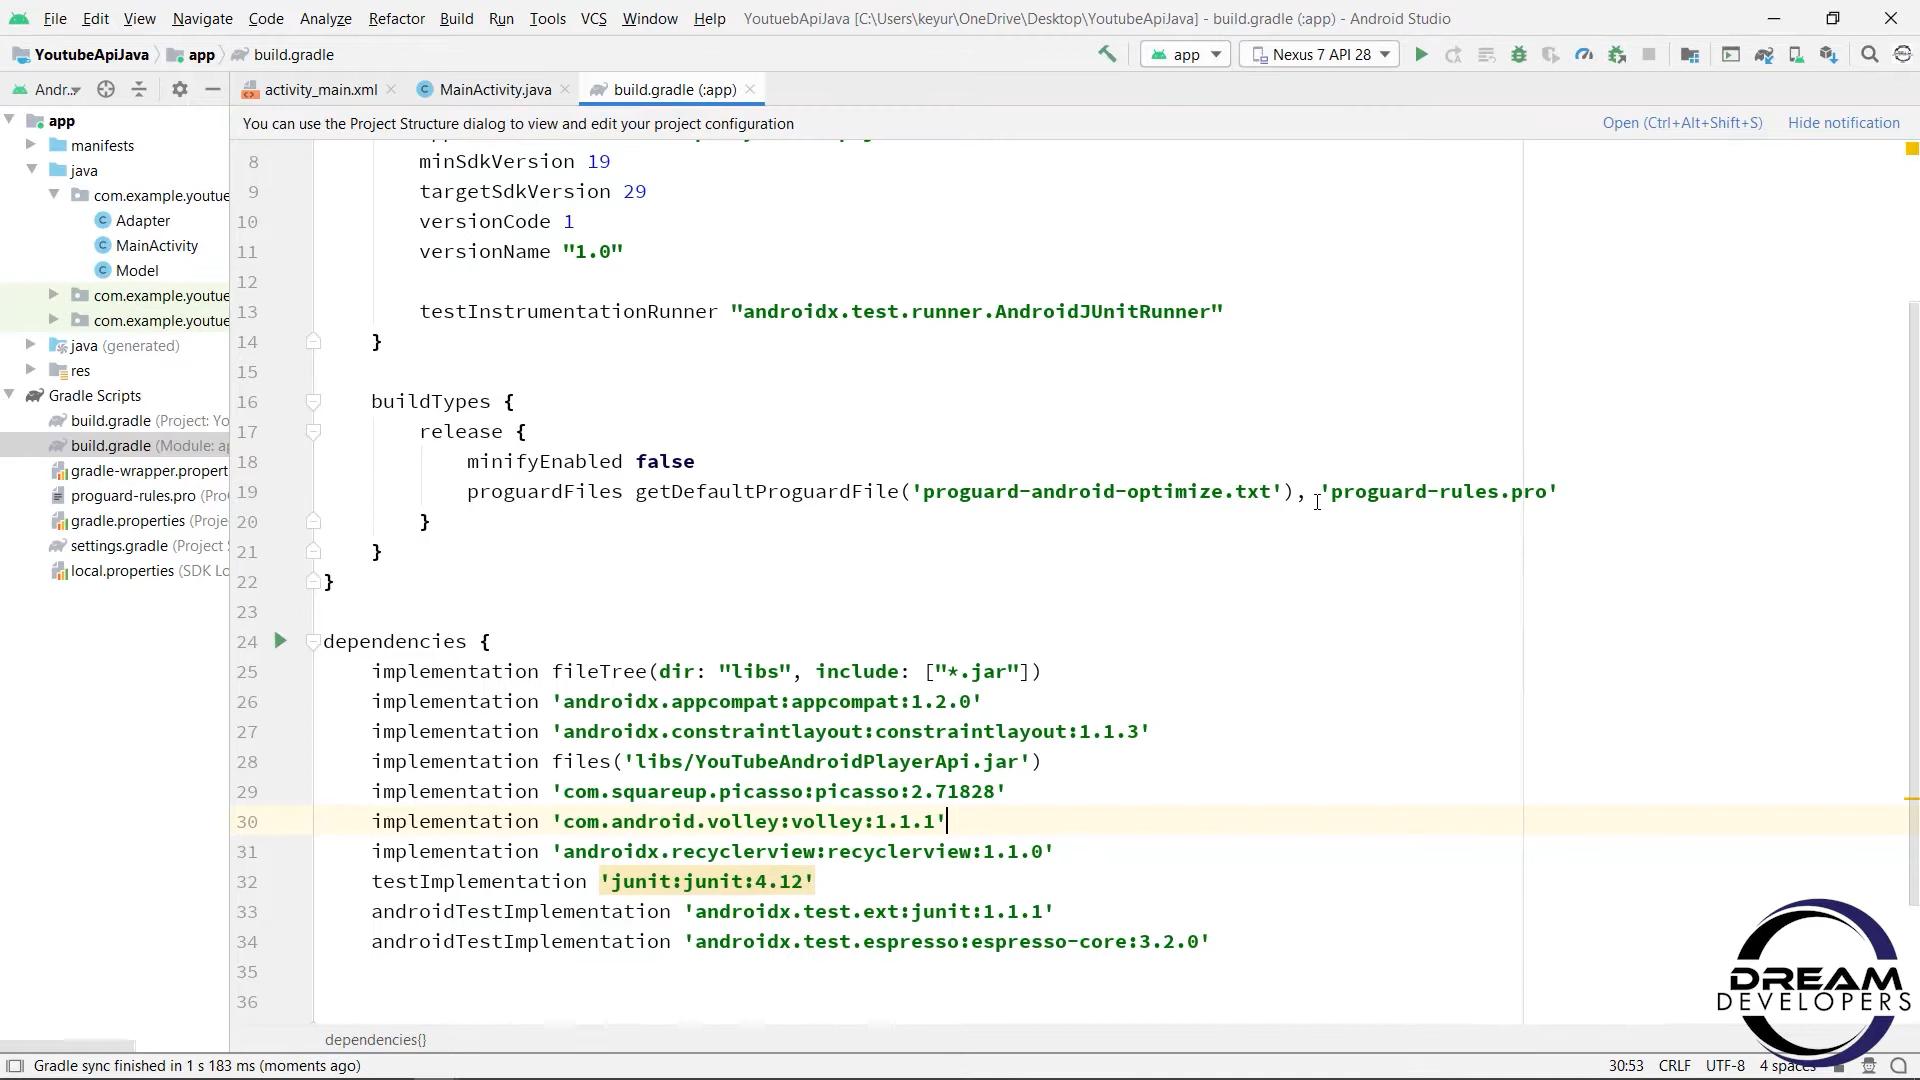 File Edit View Navigate Code Analyze Refactor Build Run Tools VCS Window Help YoutuebApiJava [C:\Users\keyur\OneDrive\Desktop\YoutubeApiJava] - build.gradle (:app) - Android Studio
YoutubeApiJava app build.gradle app Nexus 7 API 28
Andr... activity_main.xml MainActivity.java build.gradle (:app)
You can use the Project Structure dialog to view and edit your project configuration Open (Ctrl+Alt+Shift+S) Hide notification
app
manifests
java
com.example.youtue
Adapter
MainActivity
Model
com.example.youtue
com.example.youtue
java (generated)
res
Gradle Scripts
build.gradle (Project: Yo
build.gradle (Module: ap
gradle-wrapper.propert
proguard-rules.pro (Pro
gradle.properties (Project
settings.gradle (Project S
local.properties (SDK Lo
8 minSdkVersion 19
9 targetSdkVersion 29
10 versionCode 1
11 versionName "1.0"
12
13 testInstrumentationRunner "androidx.test.runner.AndroidJUnitRunner"
14 }
15
16 buildTypes {
17 release {
18 minifyEnabled false
19 proguardFiles getDefaultProguardFile('proguard-android-optimize.txt'), 'proguard-rules.pro'
20 }
21 }
22 }
23
24 dependencies {
25 implementation fileTree(dir: "libs", include: ["*.jar"])
26 implementation 'androidx.appcompat:appcompat:1.2.0'
27 implementation 'androidx.constraintlayout:constraintlayout:1.1.3'
28 implementation files('libs/YouTubeAndroidPlayerApi.jar')
29 implementation 'com.squareup.picasso:picasso:2.71828'
30 implementation 'com.android.volley:volley:1.1.1'
31 implementation 'androidx.recyclerview:recyclerview:1.1.0'
32 testImplementation 'junit:junit:4.12'
33 androidTestImplementation 'androidx.test.ext:junit:1.1.1'
34 androidTestImplementation 'androidx.test.espresso:espresso-core:3.2.0'
35
36
DREAM
DEVELOPERS
dependencies{}
Gradle sync finished in 1 s 183 ms (moments ago) 30:53 CRLF UTF-8 4 spaces